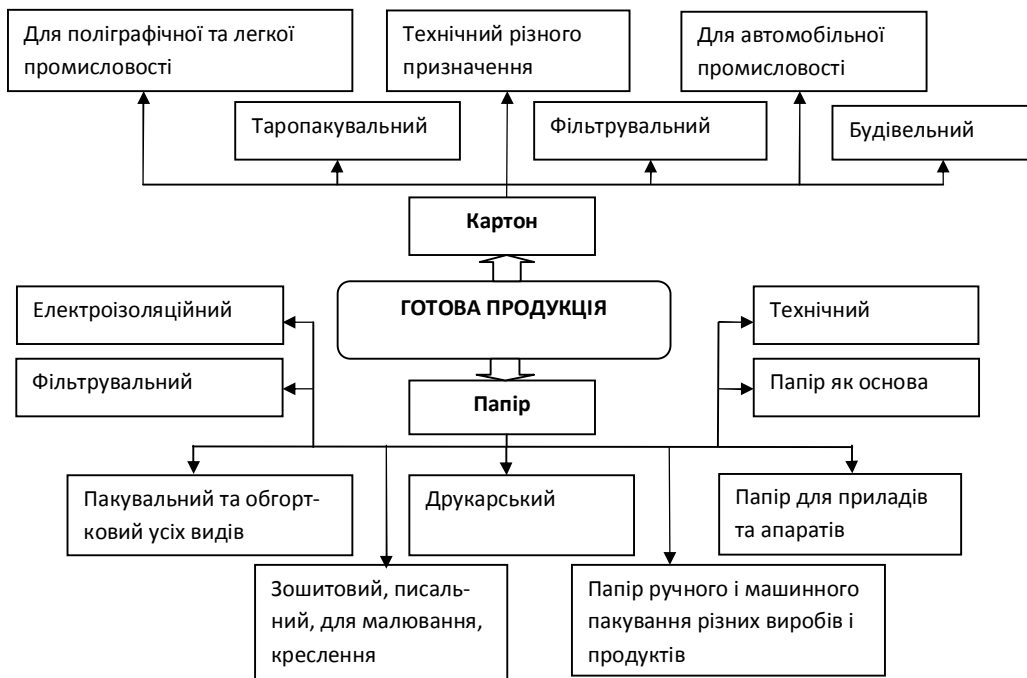 Для поліграфічної та легкої
промисловості
Технічний різного
призначення
Для автомобільної
промисловості
Таропакувальний
Фільтрувальний
Будівельний
Картон
ГОТОВА ПРОДУКЦІЯ
Електроізоляційний
Технічний
Фільтрувальний
Папір як основа
Папір
Пакувальний та обгорт-
ковий усіх видів
Друкарський
Папір для приладів
та апаратів
Зошитовий, писаль-
ний, для малювання,
креслення
Папір ручного і машинного
пакування різних виробів і
продуктів